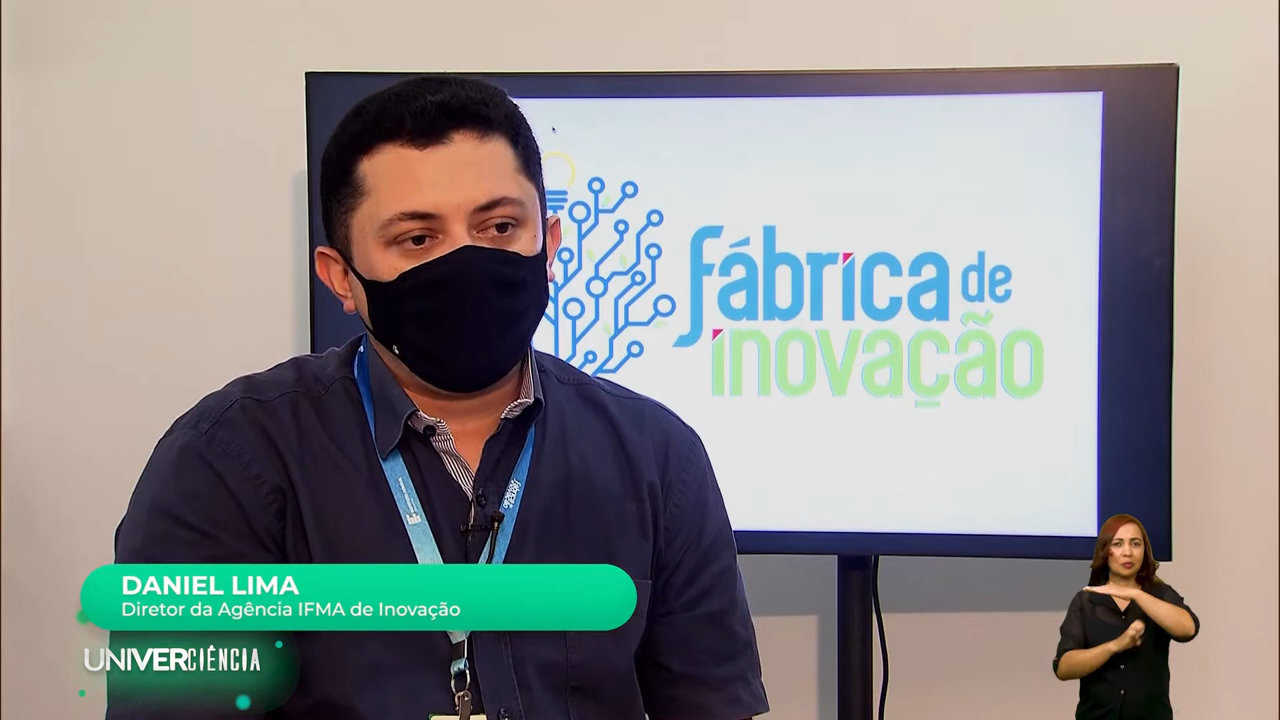 fábrica de
inovação
DANIEL LIMA
Diretor da Agência IFMA de Inovação
UNIVERCIÊNCIA